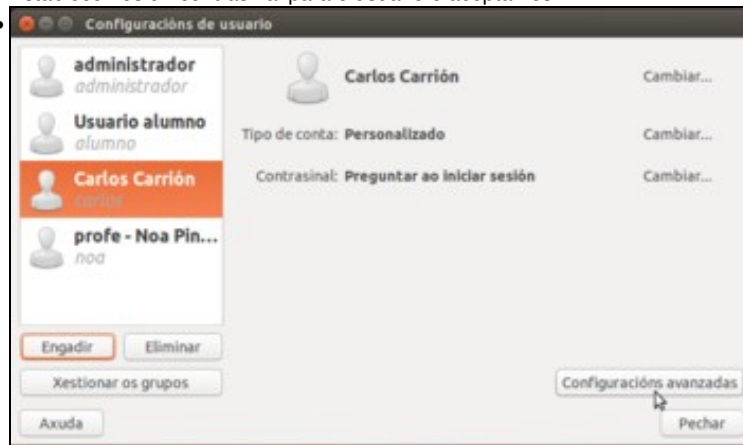 Configuracións de usuario
administrador
administrador
Usuario alumno
alumno
Carlos Carrión
carlos
profe - Noa Pin...
noa
Engadir Eliminar
Xestionar os grupos
Axuda
Carlos Carrión Cambiar...
Tipo de conta: Personalizado Cambiar...
Contrasinal: Preguntar ao iniciar sesión Cambiar...
Configuracións avanzadas
Pechar